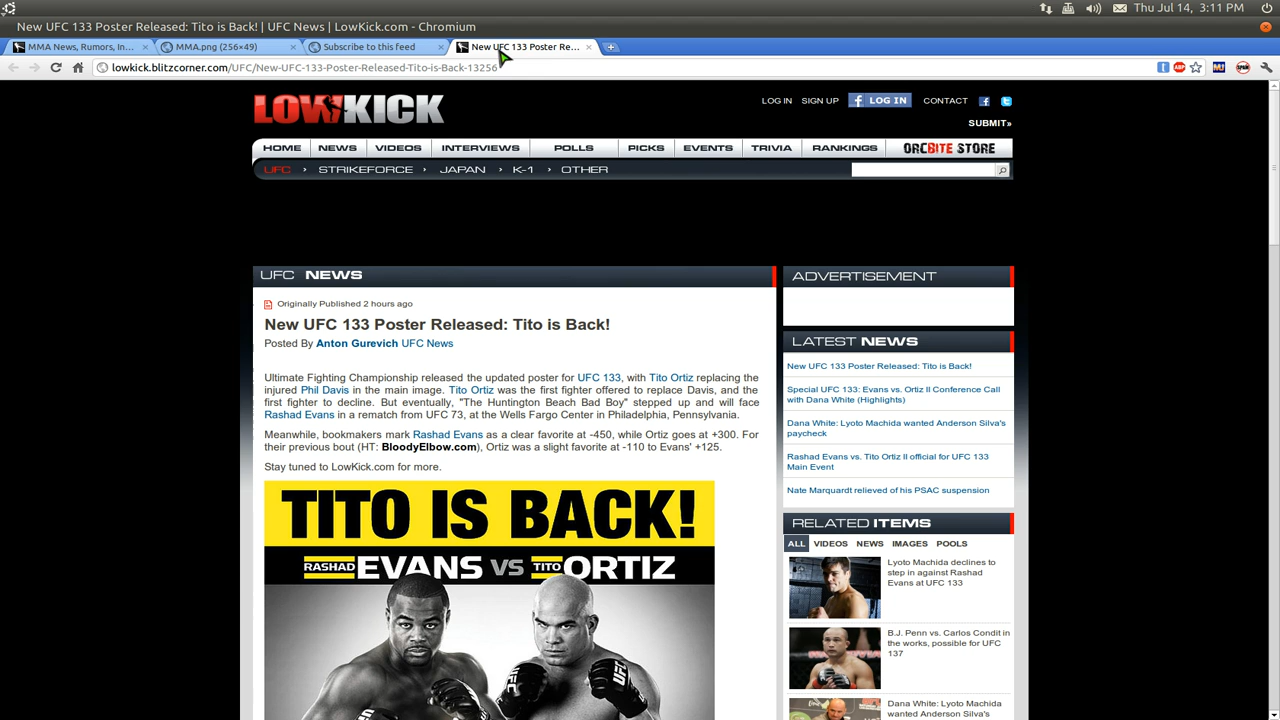 Thu Jul 14, 3:11 PM
New UFC 133 Poster Released: Tito is Back! | UFC News | LowKick.com - Chromium
MMA News, Rumors, In...
MMA.png (256×49)
Subscribe to this feed
New UFC 133 Poster Re...
lowkick.blitzcorner.com/UFC/New-UFC-133-Poster-Released-Tito-is-Back-13256
LOWKICK
LOG IN
SIGN UP
LOG IN
CONTACT
SUBMIT»
HOME
NEWS
VIDEOS
INTERVIEWS
POLLS
PICKS
EVENTS
TRIVIA
RANKINGS
ORCBITE STORE
UFC
STRIKEFORCE
JAPAN
K-1
OTHER
UFC NEWS
Originally Published 2 hours ago
New UFC 133 Poster Released: Tito is Back!
Posted By Anton Gurevich UFC News
Ultimate Fighting Championship released the updated poster for UFC 133, with Tito Ortiz replacing the
injured Phil Davis in the main image. Tito Ortiz was the first fighter offered to replace Davis, and the
first fighter to decline. But eventually, "The Huntington Beach Bad Boy" stepped up and will face
Rashad Evans in a rematch from UFC 73, at the Wells Fargo Center in Philadelphia, Pennsylvania.
Meanwhile, bookmakers mark Rashad Evans as a clear favorite at -450, while Ortiz goes at +300. For
their previous bout (HT: BloodyElbow.com), Ortiz was a slight favorite at -110 to Evans' +125.
Stay tuned to LowKick.com for more.
TITO IS BACK!
RASHAD EVANS VS TITO ORTIZ
UFC
UFC
ADVERTISEMENT
LATEST NEWS
New UFC 133 Poster Released: Tito is Back!
Special UFC 133: Evans vs. Ortiz II Conference Call
with Dana White (Highlights)
Dana White: Lyoto Machida wanted Anderson Silva's
paycheck
Rashad Evans vs. Tito Ortiz II official for UFC 133
Main Event
Nate Marquardt relieved of his PSAC suspension
RELATED ITEMS
ALL
VIDEOS
NEWS
IMAGES
POOLS
Lyoto Machida declines to
step in against Rashad
Evans at UFC 133
B.J. Penn vs. Carlos Condit in
the works, possible for UFC
137
Dana White: Lyoto Machida
wanted Anderson Silva's